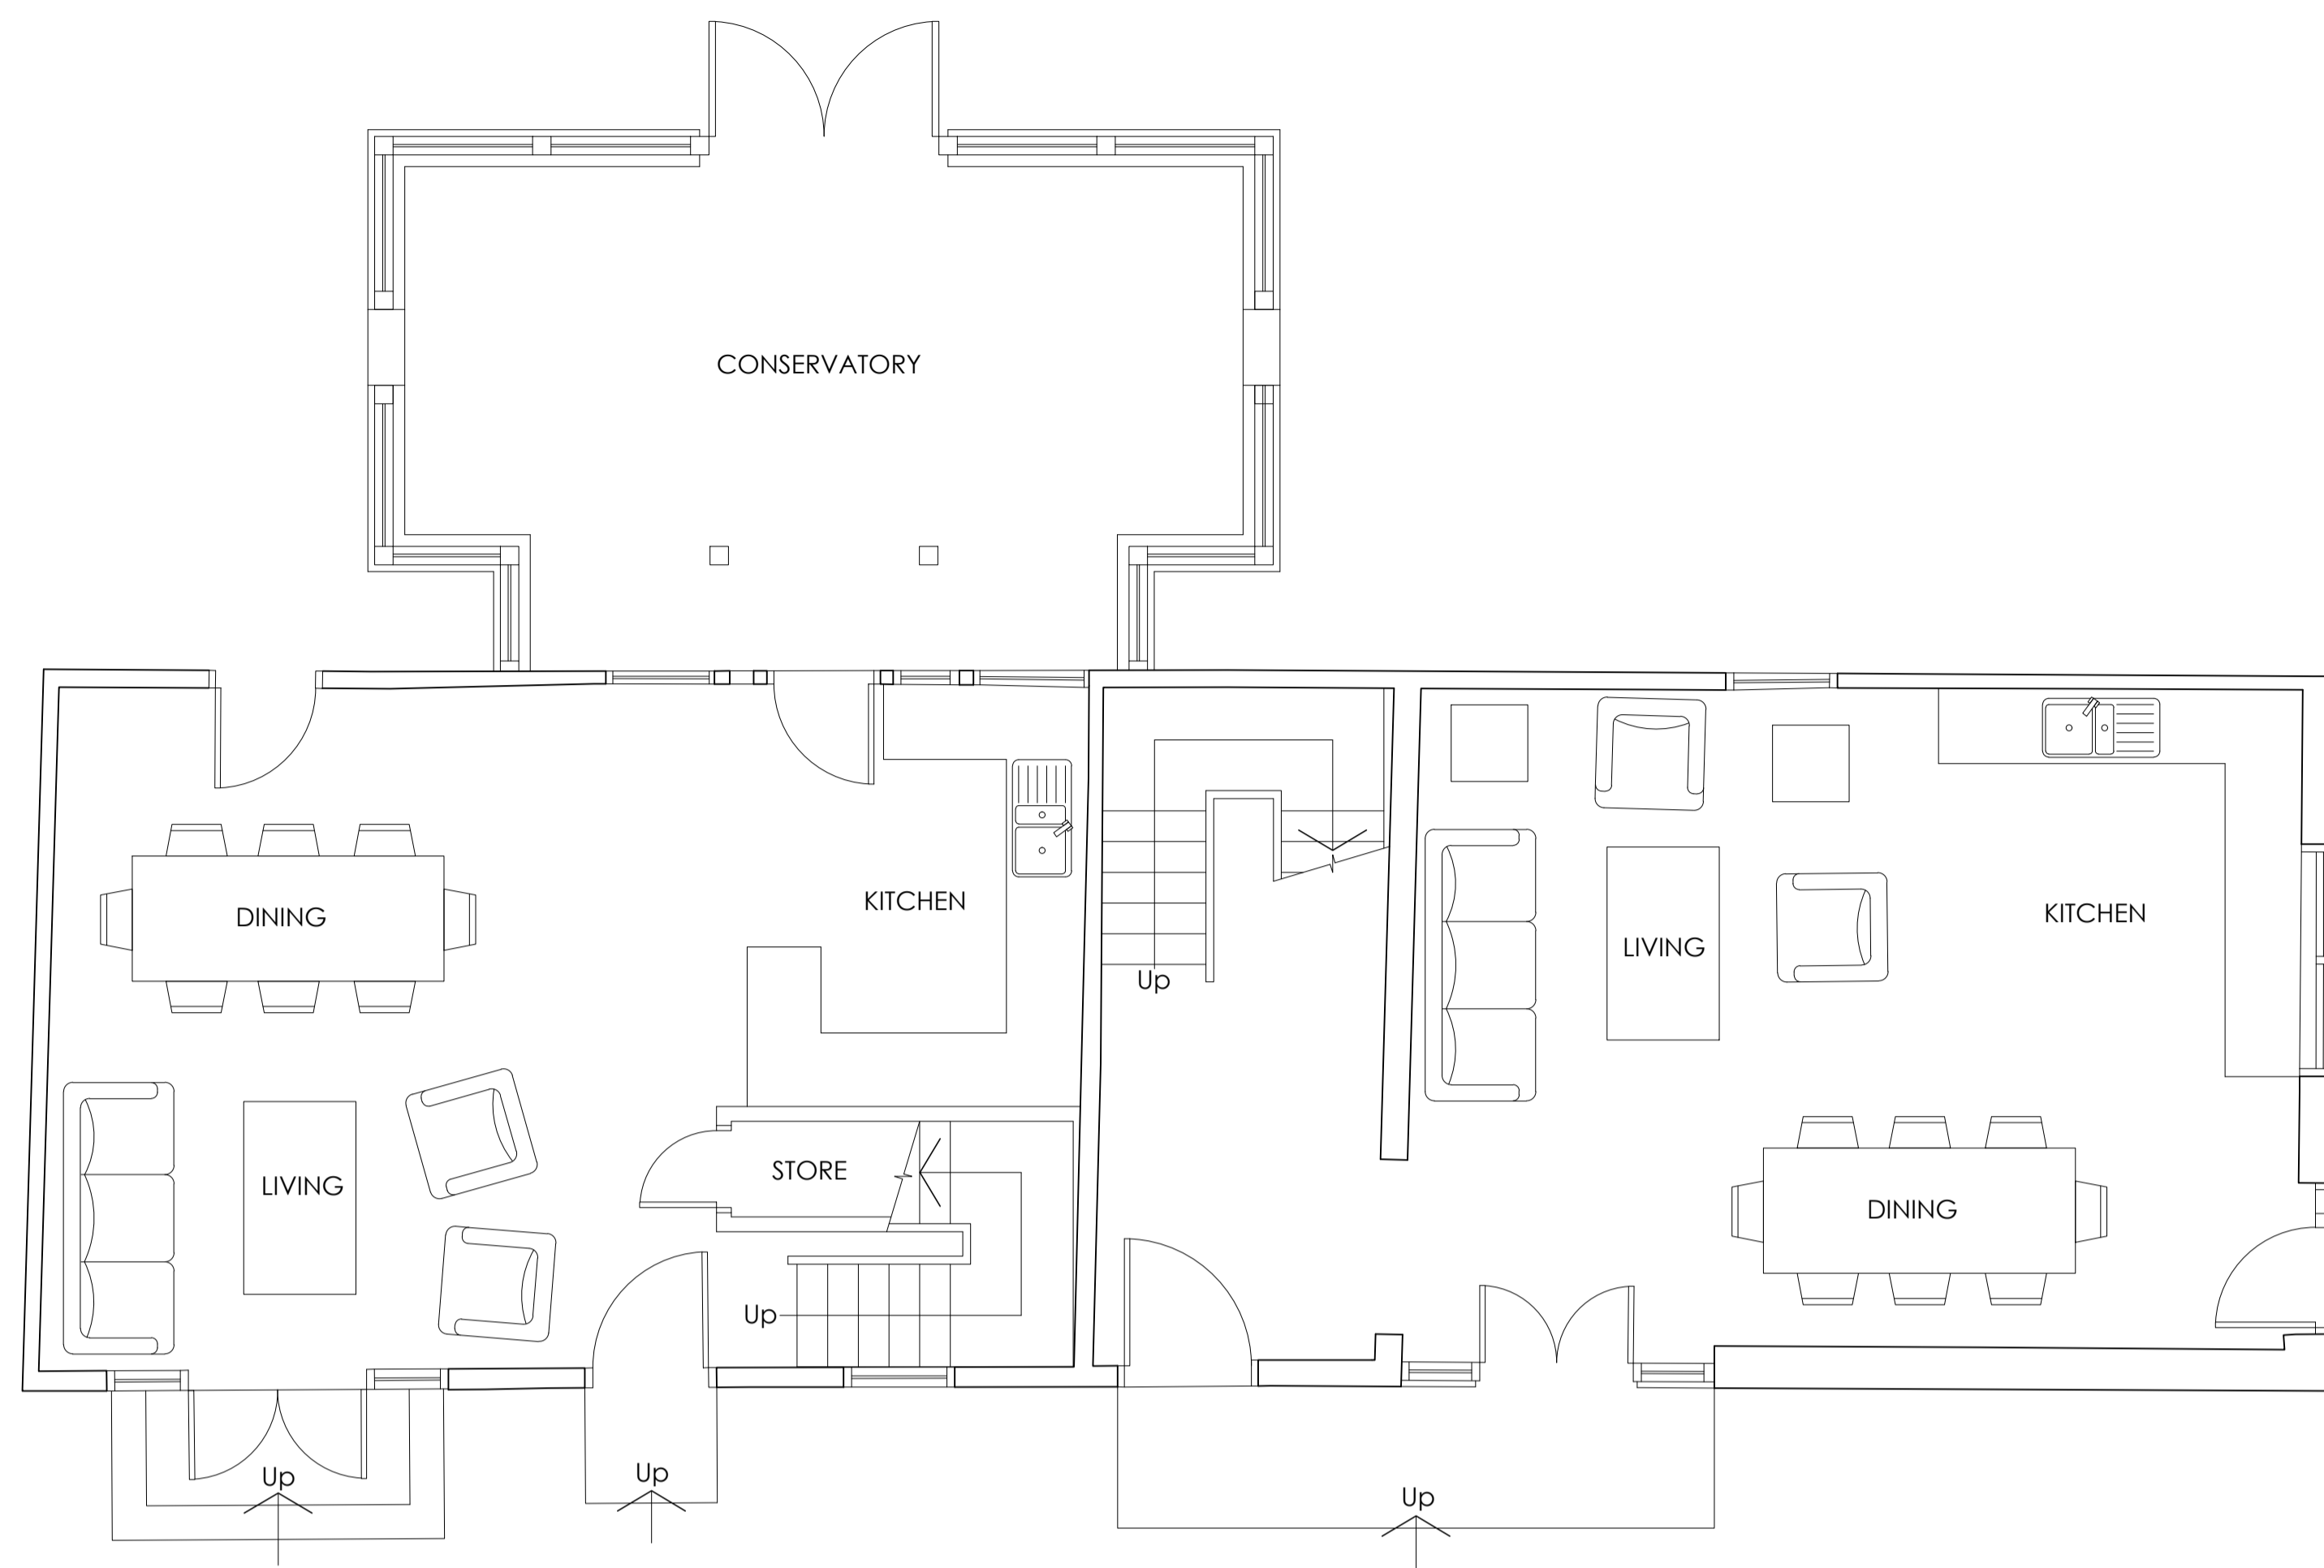 CONSERVATORY
DINING
KITCHEN
LIVING
STORE
Up
Up
Up
Up
LIVING
KITCHEN
DINING
Up